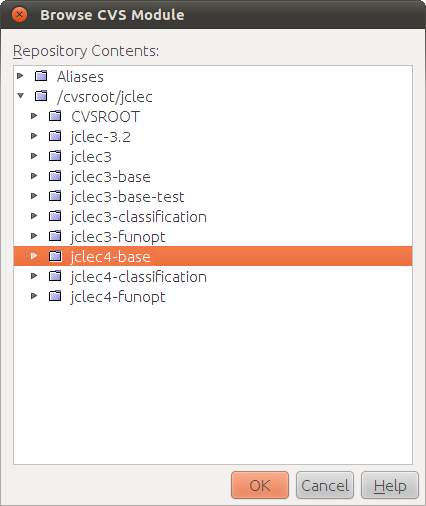 Browse CVS Module
Repository Contents:
Aliases
/cvsroot/jclec
CVSROOT
jclec-3.2
jclec3
jclec3-base
jclec3-base-test
jclec3-classification
jclec3-funopt
jclec4-base
jclec4-classification
jclec4-funopt
OK Cancel Help